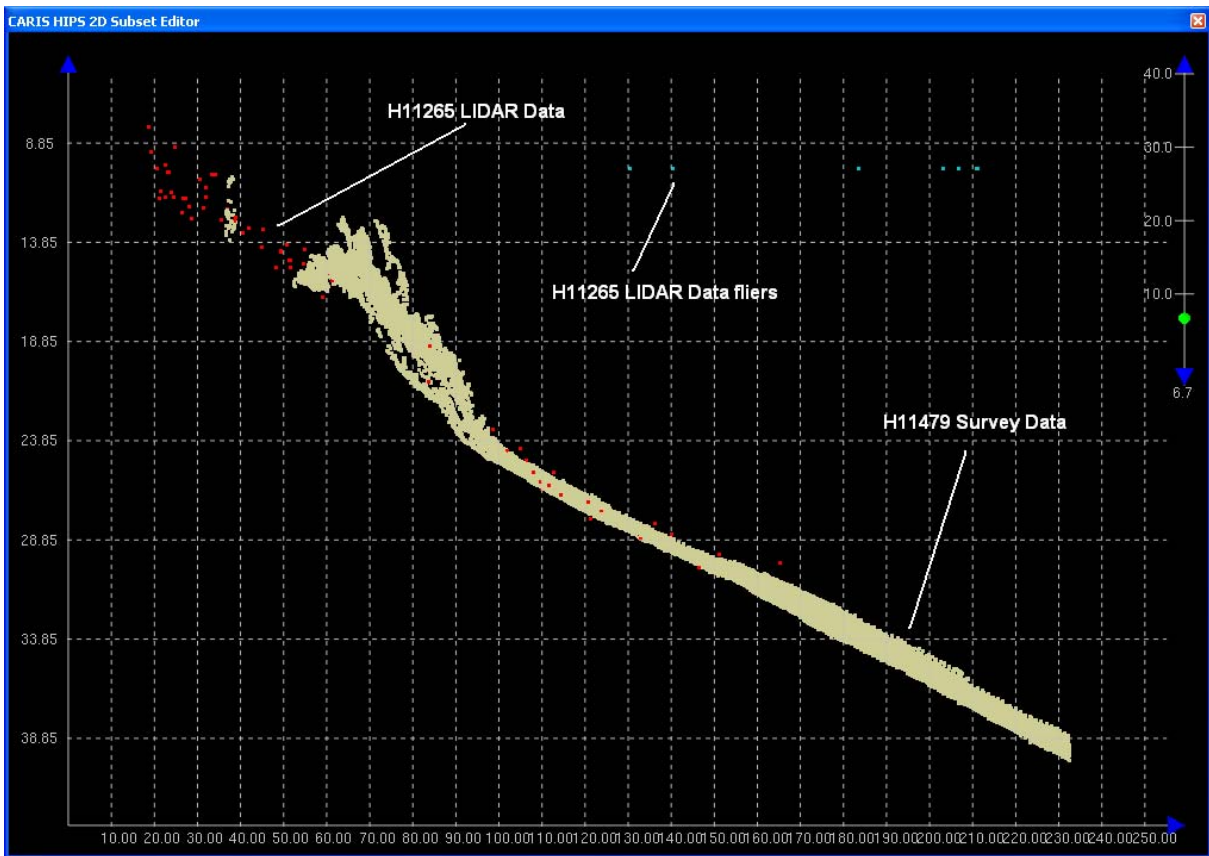 CARIS HIPS 2D Subset Editor
40.0
H11265 LIDAR Data
8.85
30.0
20.0
13.85
H11265 LIDAR Data fliers
10.0
18.85
6.7
H11479 Survey Data
23.85
28.85
33.85
38.85
10.00 20.00 30.00 40.00 50.00 60.00 70.00 80.00 90.00 100.00 110.00 120.00 130.00 140.00 150.00 160.00 170.00 180.00 190.00 200.00 210.00 220.00 230.00 240.00 250.00